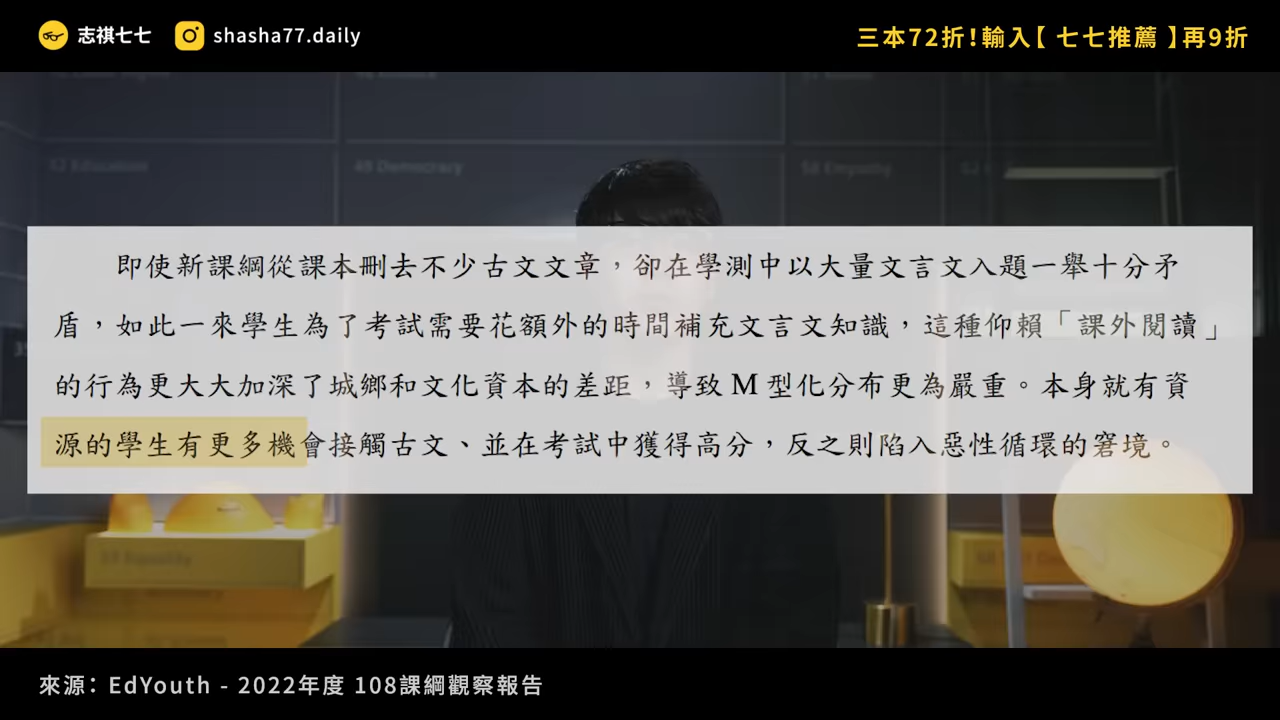 志祺七七
shasha77.daily
三本72折!輸入【七七推薦】再9折
49 Democracy
58 Empathy
即使新課綱從課本刪去不少古文文章，卻在學測中以大量文言文入題一舉十分矛
盾，如此一來學生為了考試需要花額外的時間補充文言文知識，這種仰賴「課外閱讀」
的行為更大大加深了城鄉和文化資本的差距，導致 M 型化分布更為嚴重。本身就有資
源的學生有更多機會接觸古文、並在考試中獲得高分，反之則陷入惡性循環的窘境。
來源：EdYouth - 2022年度 108課綱觀察報告